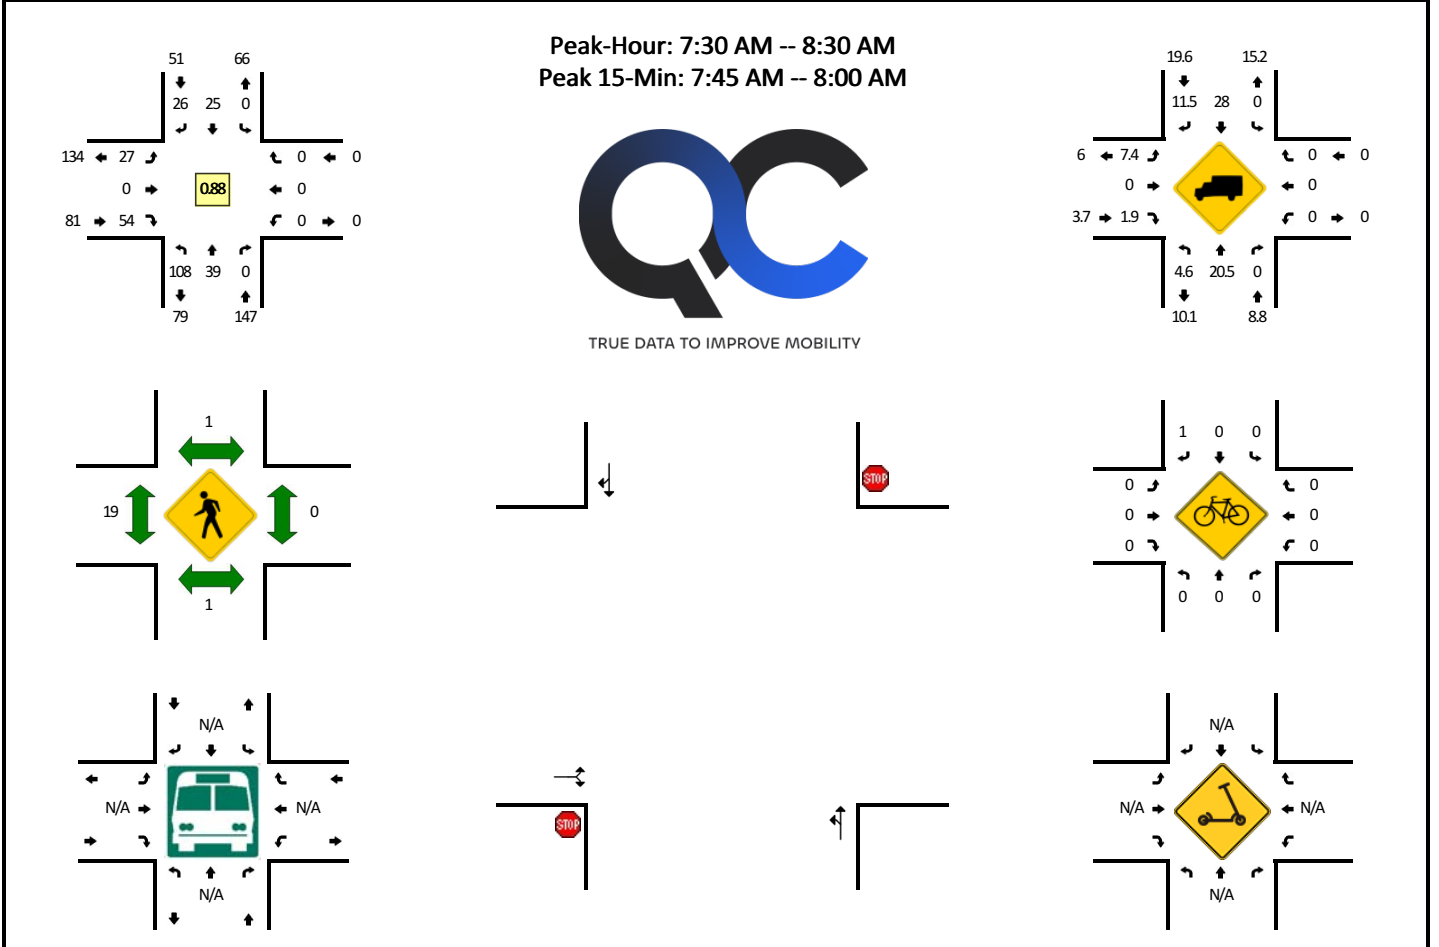 Peak-Hour: 7:30 AM -- 8:30 AM
Peak 15-Min: 7:45 AM -- 8:00 AM
51 66
26 25 0
134 27 0 0
0 0.88 0
81 54 0 0
108 39 0
79 147
QC
TRUE DATA TO IMPROVE MOBILITY
19.6 15.2
11.5 28 0
6 7.4 0 0
0 0
3.7 1.9 0 0
4.6 20.5 0
10.1 8.8
1
19 0
1
STOP
STOP
1 0 0
0 0
0 0
0 0
0 0 0
N/A
N/A N/A
N/A
N/A
N/A N/A
N/A